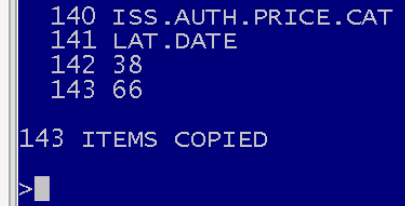 140 ISS.AUTH.PRICE.CAT
141 LAT.DATE
142 38
143 66
143 ITEMS COPIED
>